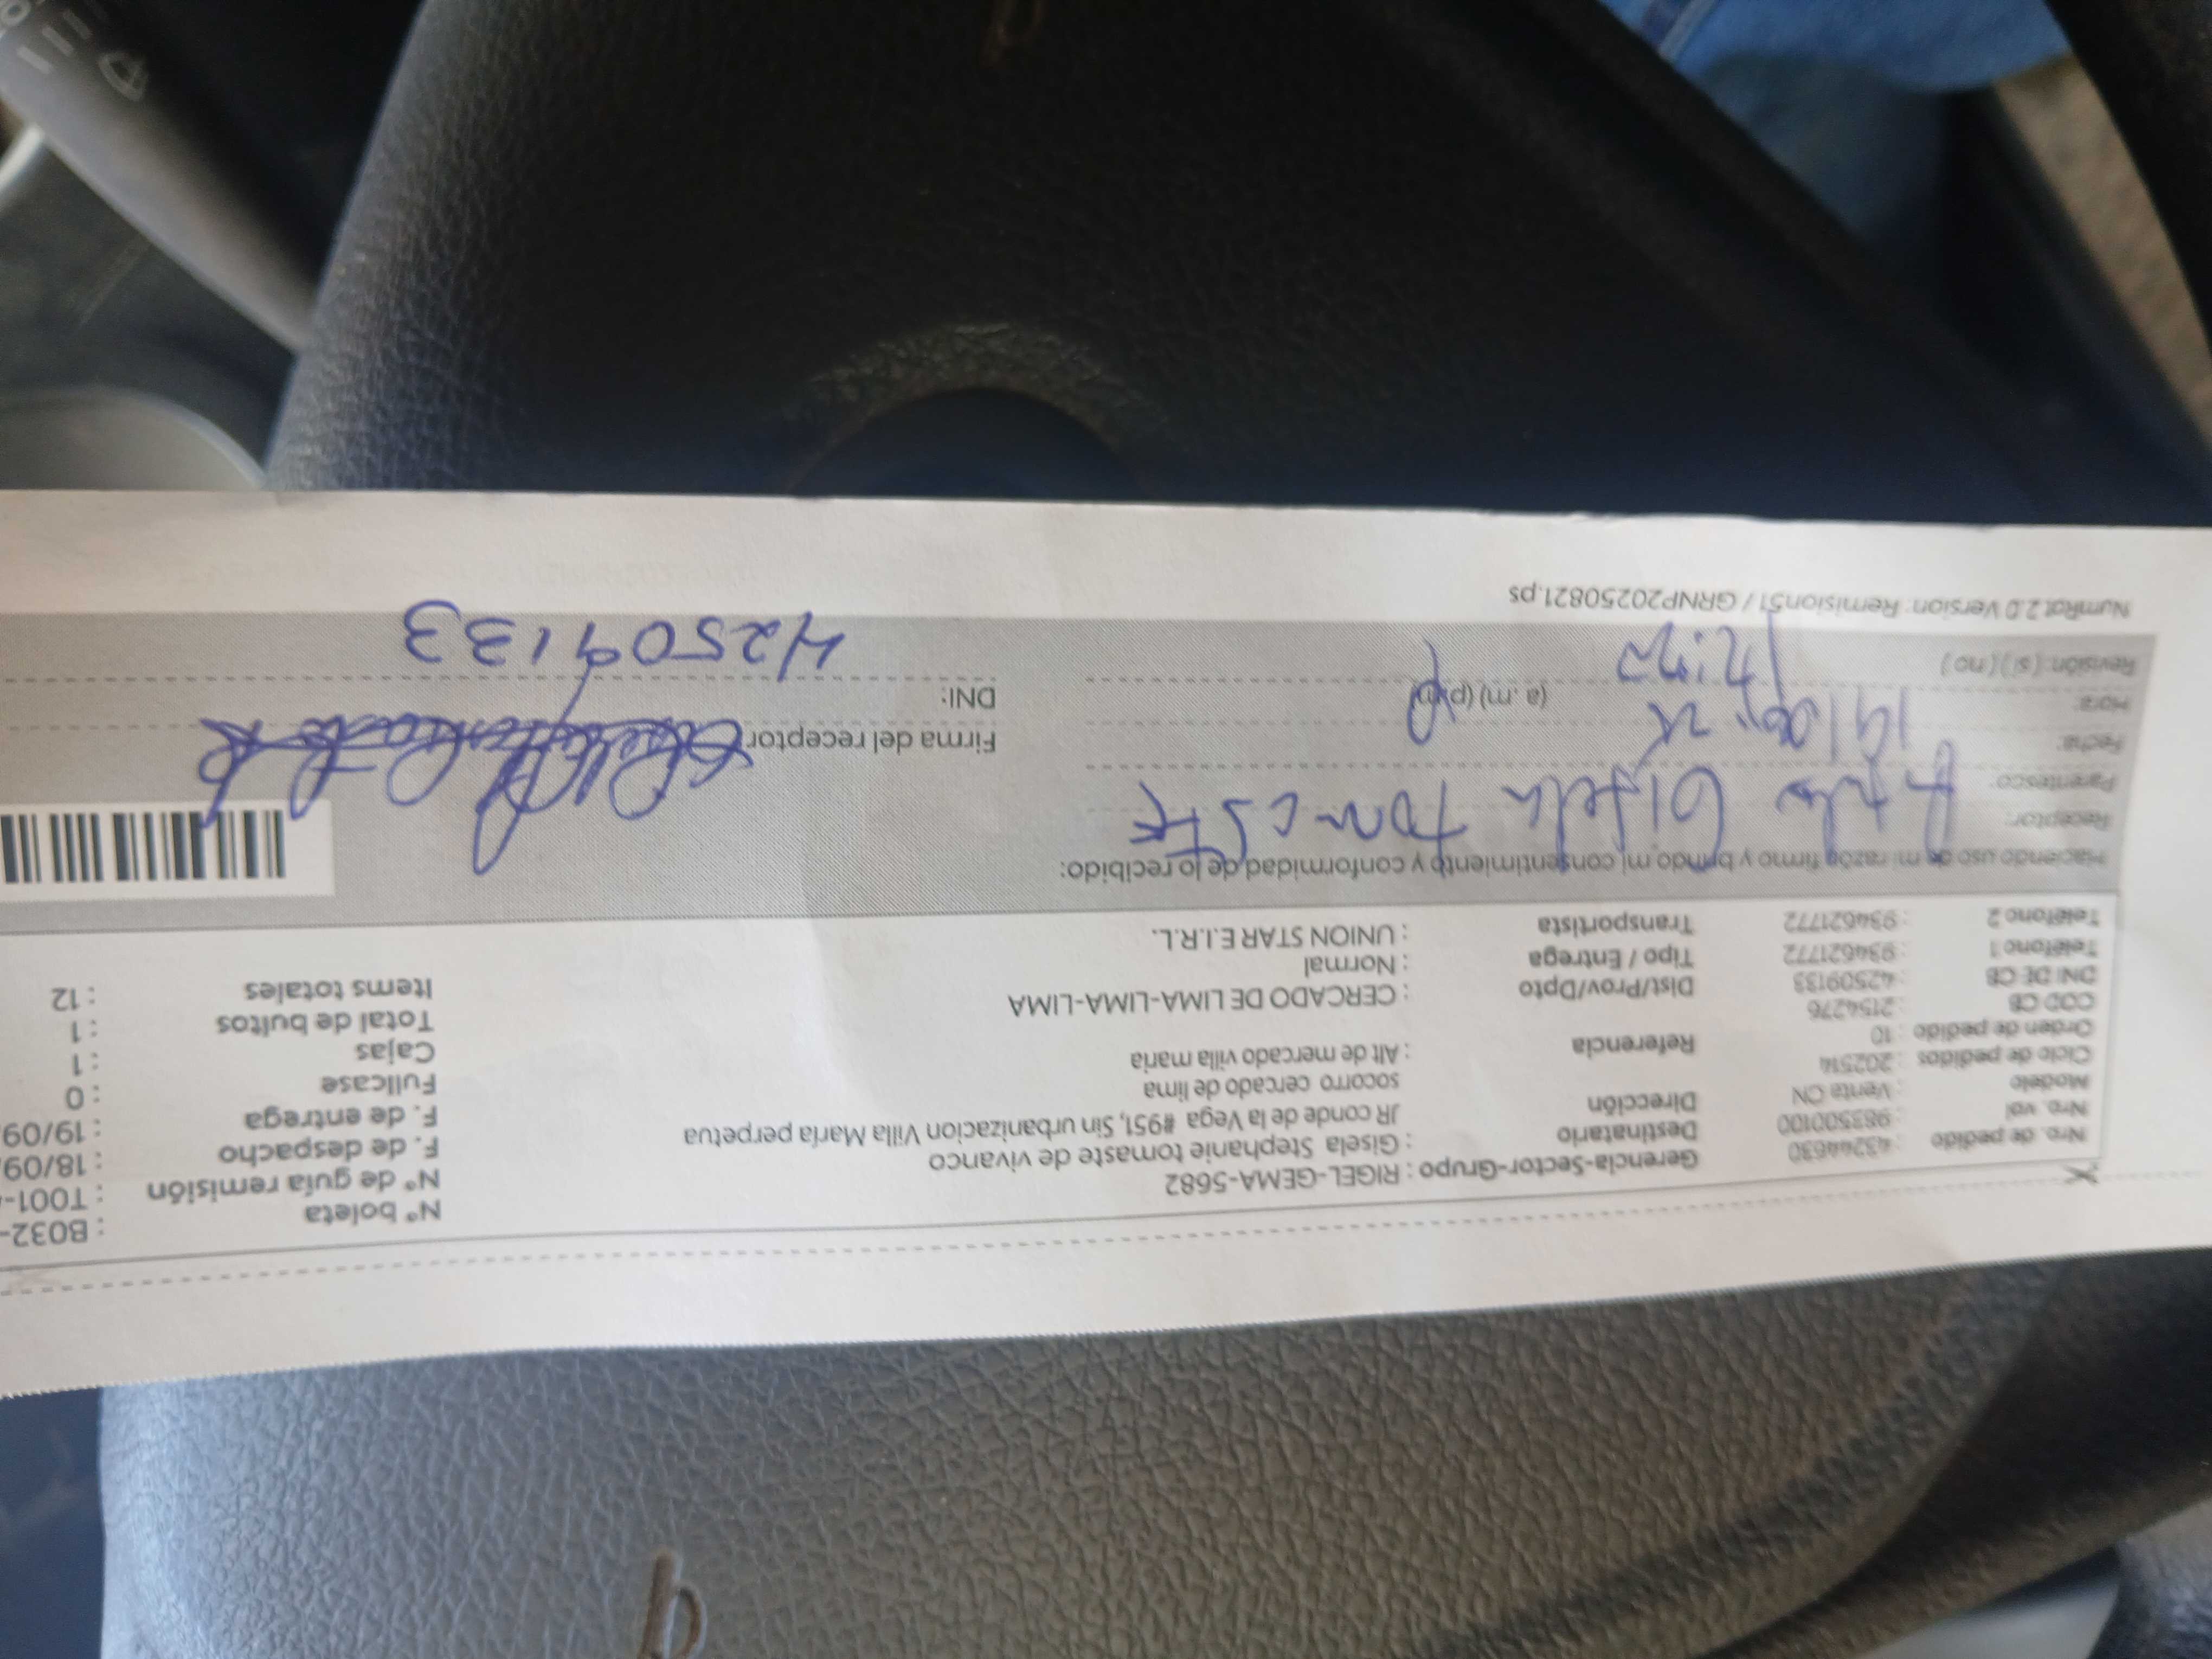 Nro. de pedido : 43244630
Nro. vol : 983500100
Modelo : Venta CN
Ciclo de pedidos : 202514
Orden de pedido : 10
COD CB : 2154276
DNI DE CB : 42509133
Teléfono 1 : 934621772
Teléfono 2 : 934621772
Gerencia-Sector-Grupo : RIGEL-GEMA-5682
Destinatario : Gisela Stephanie tomaste de vivanco
Dirección JR conde de la Vega #951, Sin urbanizacion Villa María perpetua
socorro cercado de lima
Referencia : Alt de mercado villa maria
Dist/Prov/Dpto : CERCADO DE LIMA-LIMA-LIMA
Tipo / Entrega : Normal
Transportista : UNION STAR E.I.R.L.
N° boleta : B032-
N° de guía remisión : T001-
F. de despacho : 18/09
F. de entrega : 19/09
Fullcase : 0
Cajas : 1
Total de bultos : 1
Items totales : 12
Haciendo uso de mi razón firmo y brindo mi consentimiento y conformidad de lo recibido:
Receptor:
Parentesco: Gisela
Fecha:
Hora: (a. m) (p.m)
Revisión: (si) (no)
Firma del receptor
DNI:
42509133
NumRot 2.0 Version: Remision51 / GRNP20250821.ps